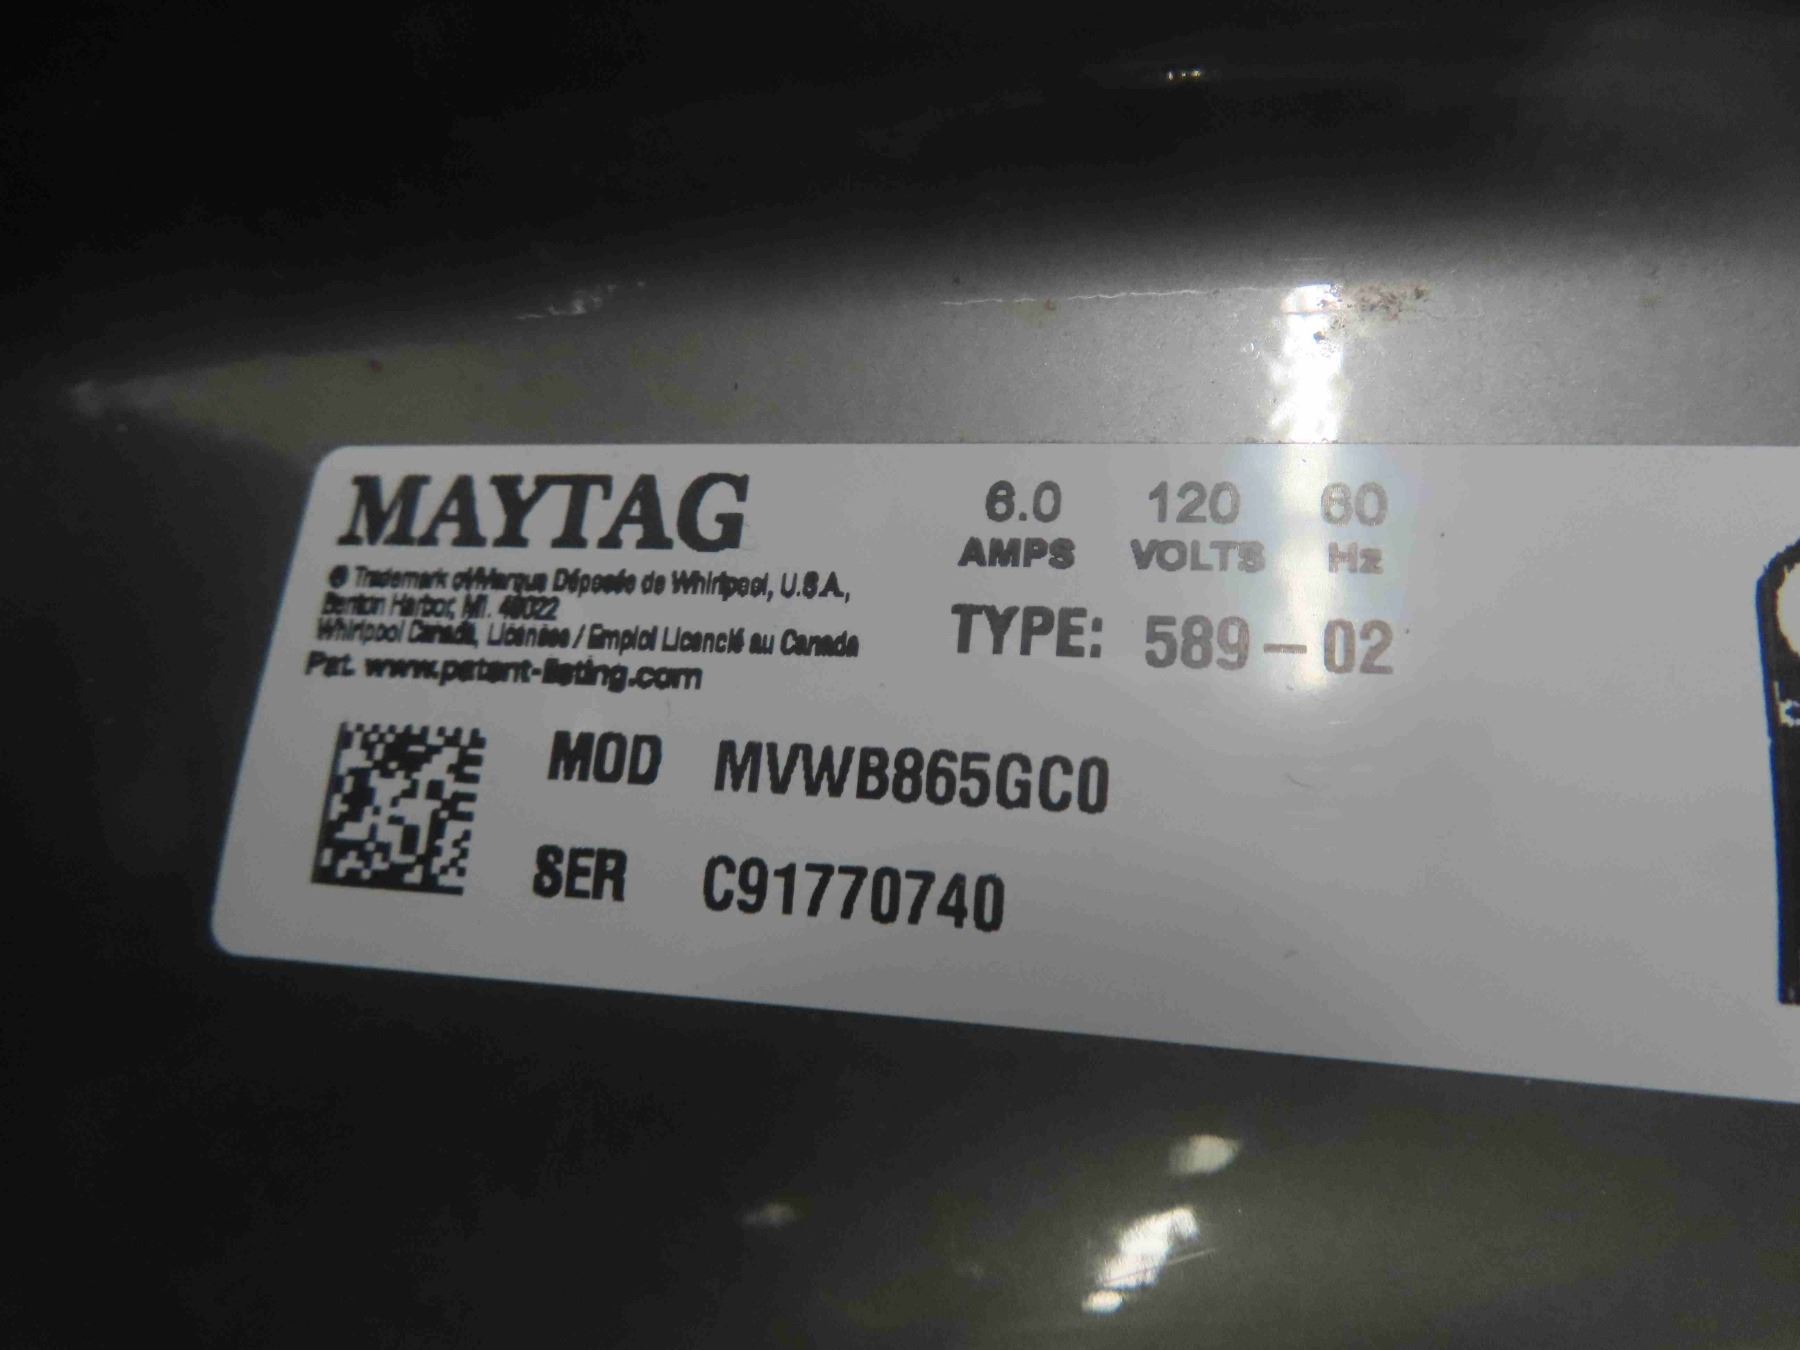 MAYTAG
® Trademark of/Marque Déposée de Whirlpool, U.S.A.,
Benton Harbor, MI. 49022
Whirlpool Canada, Licensee / Emploi Licencié au Canada
Pat. www.patent-listing.com
6.0 120 60
AMPS VOLTS Hz
TYPE: 589-02
MOD MVWB865GC0
SER C91770740